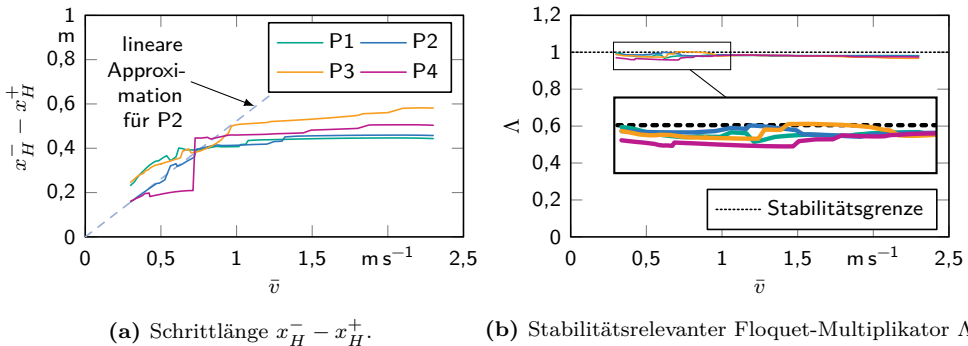 1
m
0,8
0,6
0,4
0,2
0
x_H^- − x_H^+
lineare
Approxi-
mation
für P2
P1 P2
P3 P4
0 0,5 1 1,5 m s⁻¹ 2,5
v̄
(a) Schrittlänge x_H^- − x_H^+.
1,2
1
0,8
0,6
0,4
0,2
0
Λ
Stabilitätsgrenze
0 0,5 1 1,5 m s⁻¹ 2,5
v̄
(b) Stabilitätsrelevanter Floquet-Multiplikator Λ